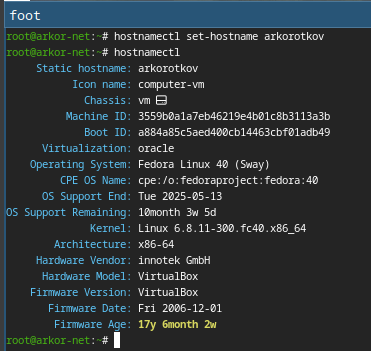 foot
root@arkor-net:~# hostnamectl set-hostname arkorotkov
root@arkor-net:~# hostnamectl
Static hostname: arkorotkov
Icon name: computer-vm
Chassis: vm 🖴
Machine ID: 3559b0a1a7eb46219e4b01c8b3113a3b
Boot ID: a884a85c5aed400cb14463cbf01adb49
Virtualization: oracle
Operating System: Fedora Linux 40 (Sway)
CPE OS Name: cpe:/o:fedoraproject:fedora:40
OS Support End: Tue 2025-05-13
OS Support Remaining: 10month 3w 5d
Kernel: Linux 6.8.11-300.fc40.x86_64
Architecture: x86-64
Hardware Vendor: innotek GmbH
Hardware Model: VirtualBox
Firmware Version: VirtualBox
Firmware Date: Fri 2006-12-01
Firmware Age: 17y 6month 2w
root@arkor-net:~#